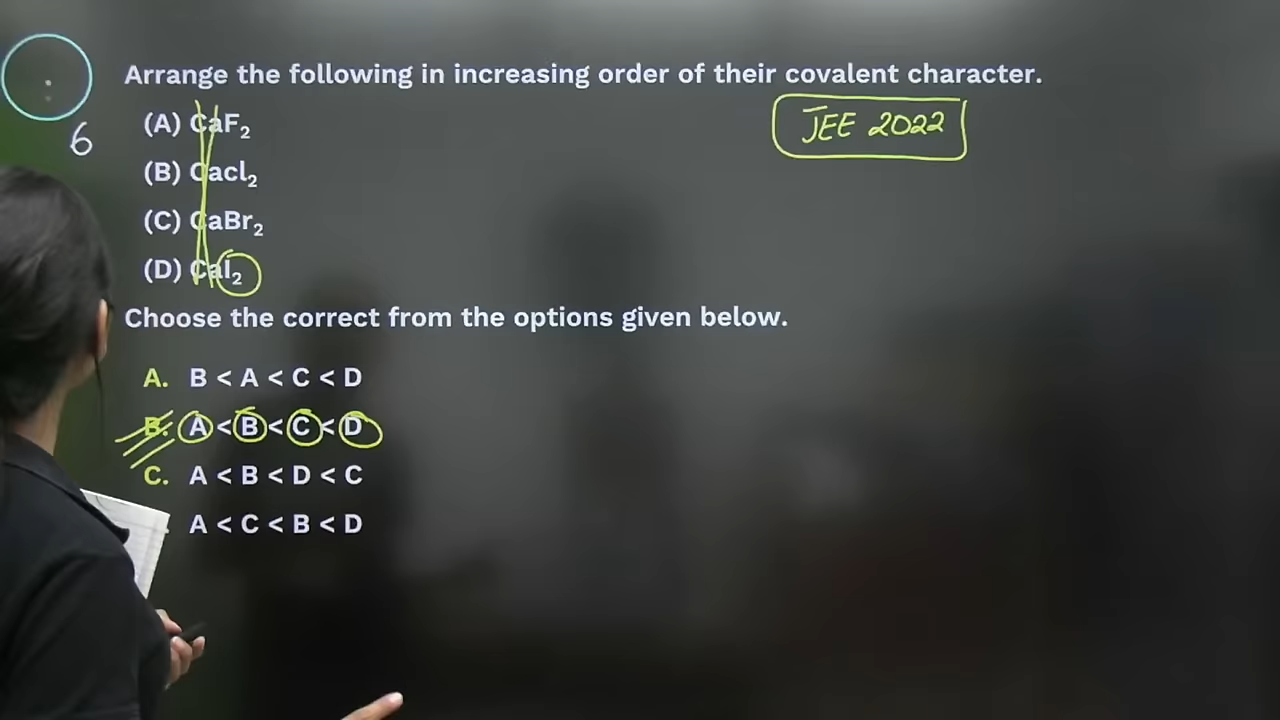 Arrange the following in increasing order of their covalent character.
JEE 2022
6
(A) CaF₂
(B) Cacl₂
(C) CaBr₂
(D) CaI₂
Choose the correct from the options given below.
A. B < A < C < D
B. A < B < C < D
C. A < B < D < C
A < C < B < D